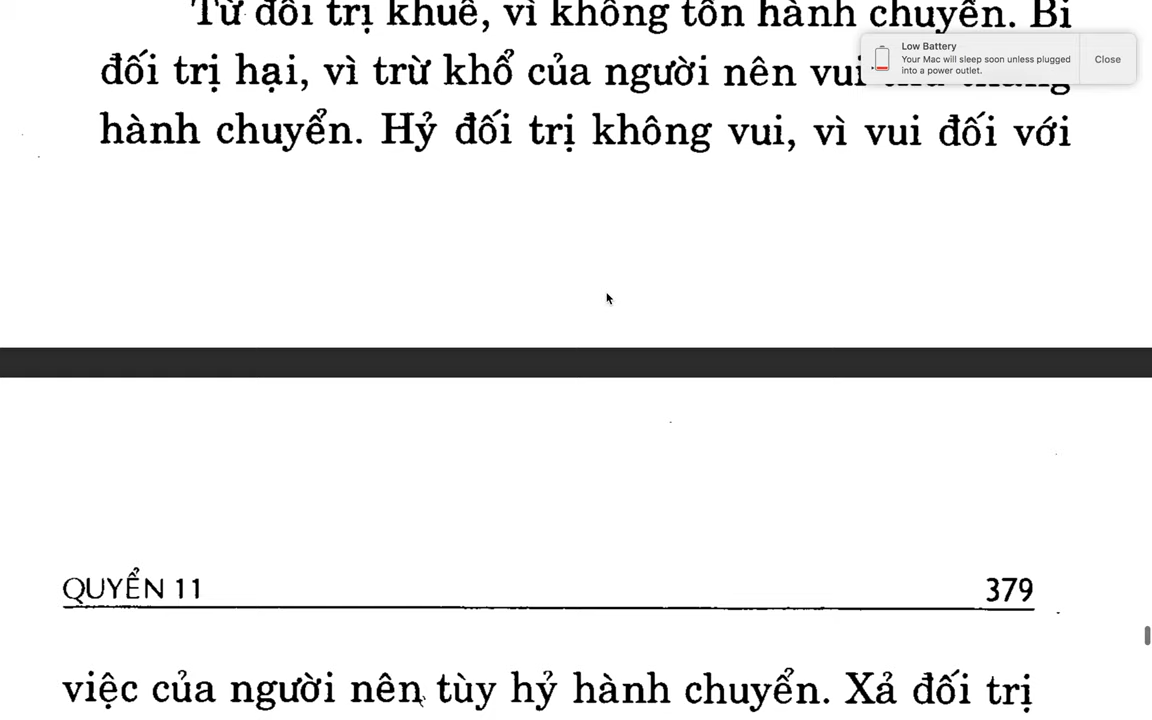 Từ đối trị khuể, vì không tổn hành chuyển. Bi
Low Battery
Your Mac will sleep soon unless plugged
into a power outlet.
Close
đối trị hại, vì trừ khổ của người nên vui
hành chuyển. Hỷ đối trị không vui, vì vui đối với
QUYỂN 11
379
việc của người nên tùy hỷ hành chuyển. Xả đối trị